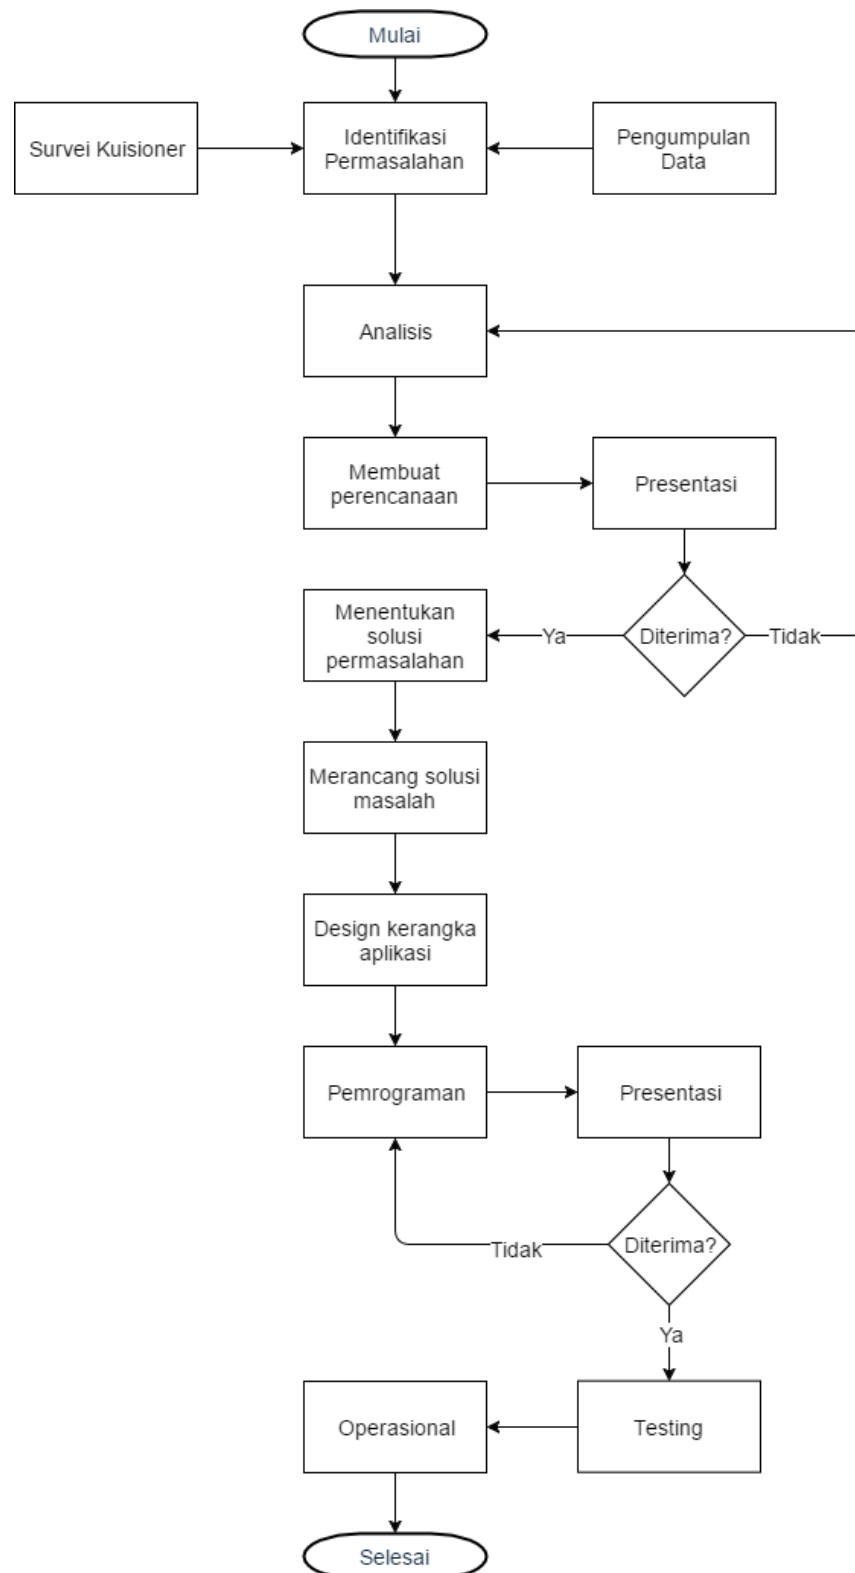 Mulai
Survei Kuisioner
Identifikasi
Permasalahan
Pengumpulan
Data
Analisis
Membuat
perencanaan
Presentasi
Menentukan
solusi
permasalahan
Ya
Diterima?
Tidak
Merancang solusi
masalah
Design kerangka
aplikasi
Pemrograman
Presentasi
Tidak
Diterima?
Ya
Operasional
Testing
Selesai